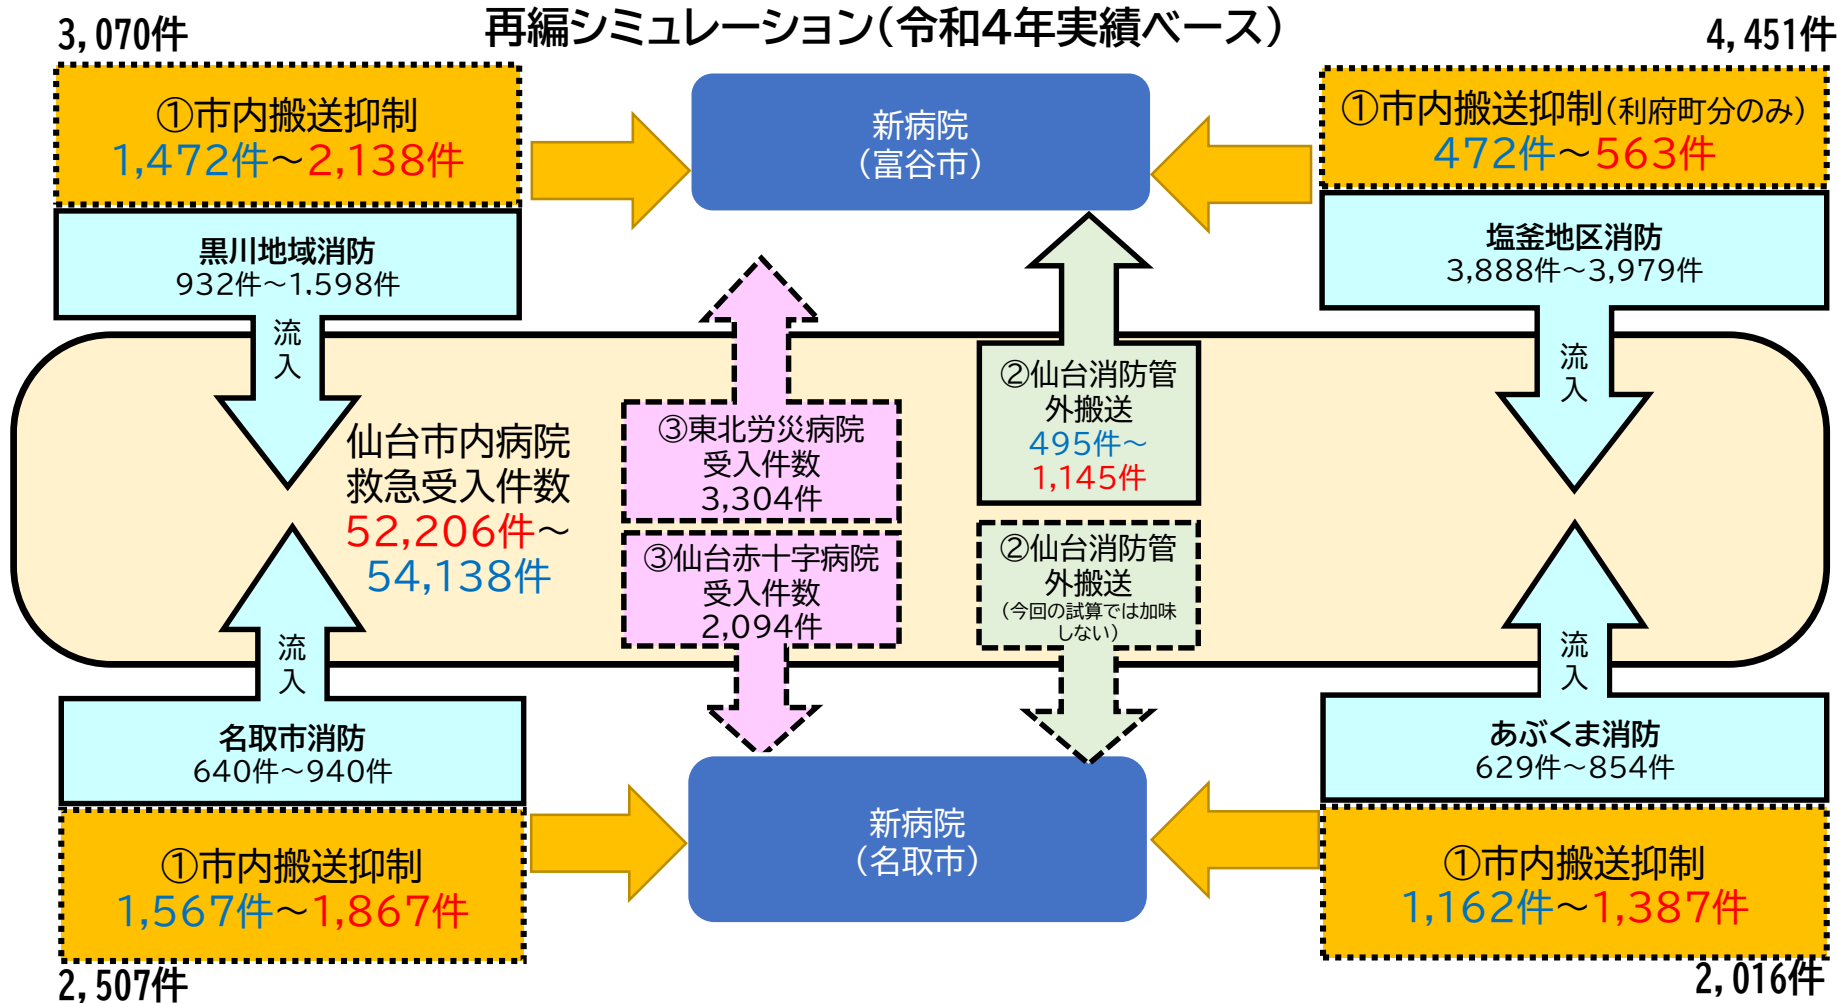 再編シミュレーション(令和4年実績ベース)
3,070件
①市内搬送抑制
1,472件～2,138件
黒川地域消防
932件～1.598件
流
入
新病院
(富谷市)
4,451件
①市内搬送抑制(利府町分のみ)
472件～563件
塩釜地区消防
3,888件～3,979件
流
入
仙台市内病院
救急受入件数
52,206件～
54,138件
③東北労災病院
受入件数
3,304件
③仙台赤十字病院
受入件数
2,094件
②仙台消防管
外搬送
495件～
1,145件
②仙台消防管
外搬送
(今回の試算では加味
しない)
流
入
名取市消防
640件～940件
①市内搬送抑制
1,567件～1,867件
2,507件
新病院
(名取市)
流
入
あぶくま消防
629件～854件
①市内搬送抑制
1,162件～1,387件
2,016件